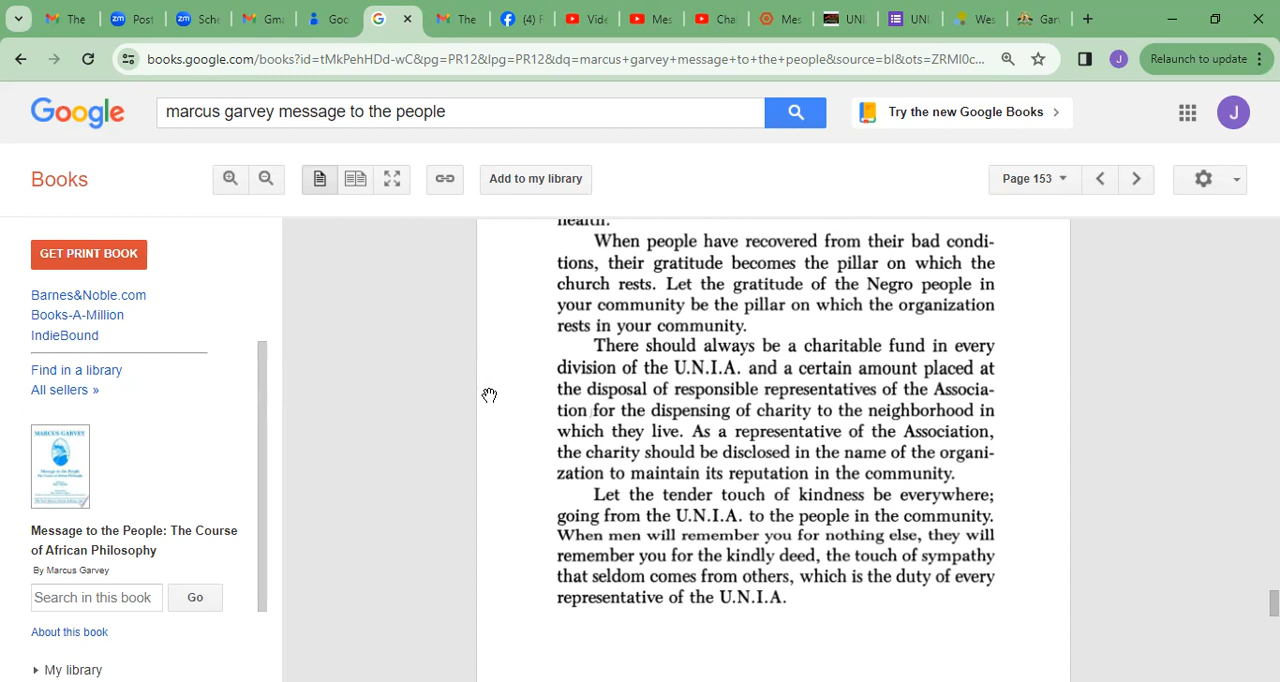 The
Post
Sche
Gma
Goo
The
(4) F
Vide
Mes
Cha
Mes
UNI
UNI
Wes
Gar
books.google.com/books?id=tMkPehHDd-wC&pg=PR12&lpg=PR12&dq=marcus+garvey+message+to+the+people&source=bl&ots=ZRMI0c...
J
Relaunch to update
Google
marcus garvey message to the people
Try the new Google Books
J
Books
Add to my library
Page 153
GET PRINT BOOK
Barnes&Noble.com
Books-A-Million
IndieBound
Find in a library
All sellers »
MARCUS GARVEY
Message to the People: The Course
of African Philosophy
By Marcus Garvey
Search in this book
Go
About this book
My library
health.
When people have recovered from their bad condi-
tions, their gratitude becomes the pillar on which the
church rests. Let the gratitude of the Negro people in
your community be the pillar on which the organization
rests in your community.
There should always be a charitable fund in every
division of the U.N.I.A. and a certain amount placed at
the disposal of responsible representatives of the Associa-
tion for the dispensing of charity to the neighborhood in
which they live. As a representative of the Association,
the charity should be disclosed in the name of the organi-
zation to maintain its reputation in the community.
Let the tender touch of kindness be everywhere;
going from the U.N.I.A. to the people in the community.
When men will remember you for nothing else, they will
remember you for the kindly deed, the touch of sympathy
that seldom comes from others, which is the duty of every
representative of the U.N.I.A.